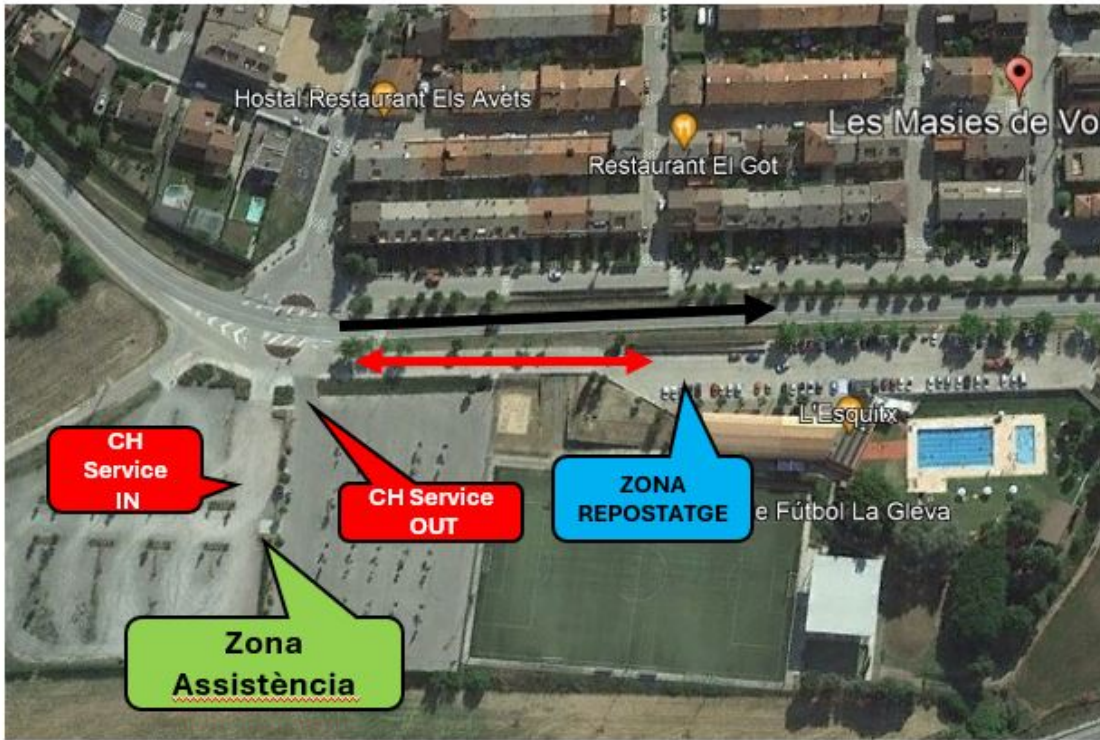 Hostal Restaurant Els Avets
Les Masies de Vo
Restaurant El Got
L'Esquitx
CH
Service
IN
CH Service
OUT
ZONA
REPOSTATGE
e Fútbol La Gleva
Zona
Assistència